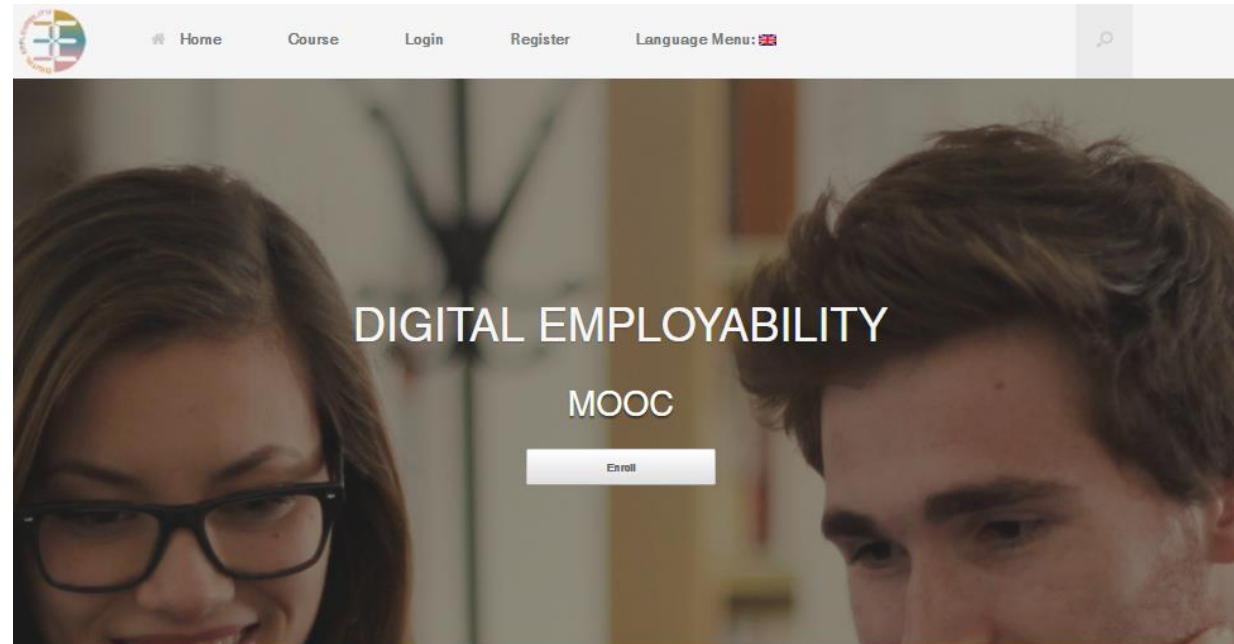 Home
Course
Login
Register
Language Menu:
DIGITAL EMPLOYABILITY
MOOC
Enroll